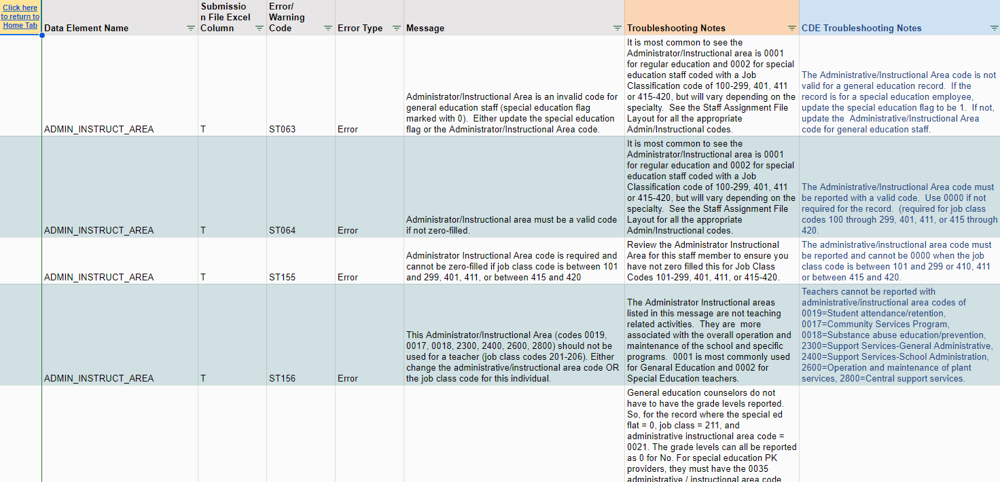 Click here
to return to
Home Tab
Data Element Name
Submissio
n File Excel
Column
Error/
Warning
Code
Error Type
Message
Troubleshooting Notes
CDE Troubleshooting Notes
ADMIN_INSTRUCT_AREA
T
ST063
Error
Administrator/Instructional Area is an invalid code for
general education staff (special education flag
marked with 0).  Either update the special education
flag or the Administrator/Instructional Area code.
It is most common to see the
Administrator/Instructional area is 0001
for regular education and 0002 for special
education staff coded with a Job
Classification code of 100-299, 401, 411
or 415-420, but will vary depending on the
specialty.  See the Staff Assignment File
Layout for all the appropriate
Admin/Instructional codes.
The Administrative/Instructional Area code is not
valid for a general education record.  If the
record is for a special education employee,
update the special education flag to be 1.  If not,
update the  Administrative/Instructional Area
code for general education staff.
ADMIN_INSTRUCT_AREA
T
ST064
Error
Administrator/Instructional area must be a valid code
if not zero-filled.
It is most common to see the
Administrator/Instructional area is 0001
for regular education and 0002 for special
education staff coded with a Job
Classification code of 100-299, 401, 411
or 415-420, but will vary depending on the
specialty.  See the Staff Assignment File
Layout for all the appropriate
Admin/Instructional codes.
The Administrative/Instructional Area code must
be reported with a valid code.  Use 0000 if not
required for the record.  (required for job class
codes 100 through 299, 401, 411, or 415 through
420.
ADMIN_INSTRUCT_AREA
T
ST155
Error
Administrator Instructional Area code is required and
cannot be zero-filled if job class code is between 101
and 299, 401, 411, or between 415 and 420
Review the Administrator Instructional
Area for this staff member to ensure you
have not zero filled this for Job Class
Codes 101-299, 401, 411, or 415-420.
The administrative/instructional area code must
be reported and cannot be 0000 when the job
class code is between 101 and 299 or 410, 411
or between 415 and 420.
ADMIN_INSTRUCT_AREA
T
ST156
Error
This Administrator/Instructional Area (codes 0019,
0017, 0018, 2300, 2400, 2600, 2800) should not be
used for a teacher (job class codes 201-206). Either
change the administrative/instructional area code OR
the job class code for this individual.
The Administrator Instructional areas
listed in this message are not teaching
related activities.  They are  more
associated with the overall operation and
maintenance of the school and specific
programs.  0001 is most commonly used
for Genaral Education and 0002 for
Special Education teachers.
Teachers cannot be reported with
administrative/instructional area codes of
0019=Student attendance/retention,
0017=Community Services Program,
0018=Substance abuse education/prevention,
2300=Support Services-General Administrative,
2400=Support Services-School Administration,
2600=Operation and maintenance of plant
services, 2800=Central support services.
General education counselors do not
have to have the grade levels reported.
So, for the record where the special ed
flat = 0, job class = 211, and
administrative instructional area code =
0021. The grade levels can all be reported
as 0 for No. For special education PK
providers, they must have the 0035
administrative / instructional area code